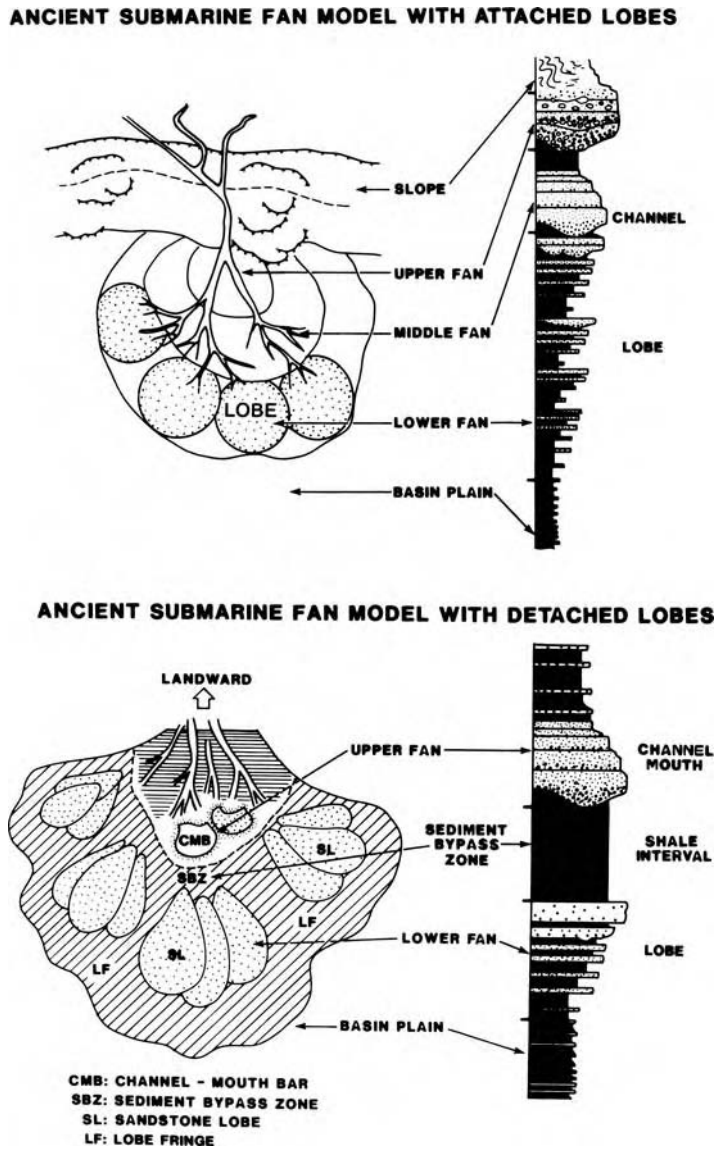 ANCIENT SUBMARINE FAN MODEL WITH ATTACHED LOBES
SLOPE
CHANNEL
UPPER FAN
MIDDLE FAN
LOBE
LOBE
LOWER FAN
BASIN PLAIN
ANCIENT SUBMARINE FAN MODEL WITH DETACHED LOBES
LANDWARD
UPPER FAN
CHANNEL
MOUTH
CMB
SEDIMENT
BYPASS
ZONE
SHALE
INTERVAL
SL
SBZ
LF
LOWER FAN
LOBE
SL
LF
BASIN PLAIN
CMB: CHANNEL - MOUTH BAR
SBZ: SEDIMENT BYPASS ZONE
SL: SANDSTONE LOBE
LF: LOBE FRINGE